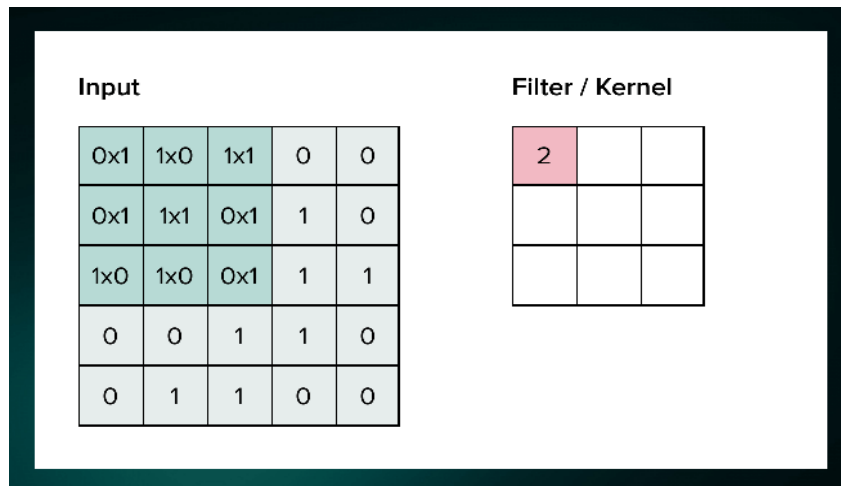 Input Filter / Kernel
0x1 1x0 1x1 0 0 2
0x1 1x1 0x1 1 0
1x0 1x0 0x1 1 1
0 0 1 1 0
0 1 1 0 0